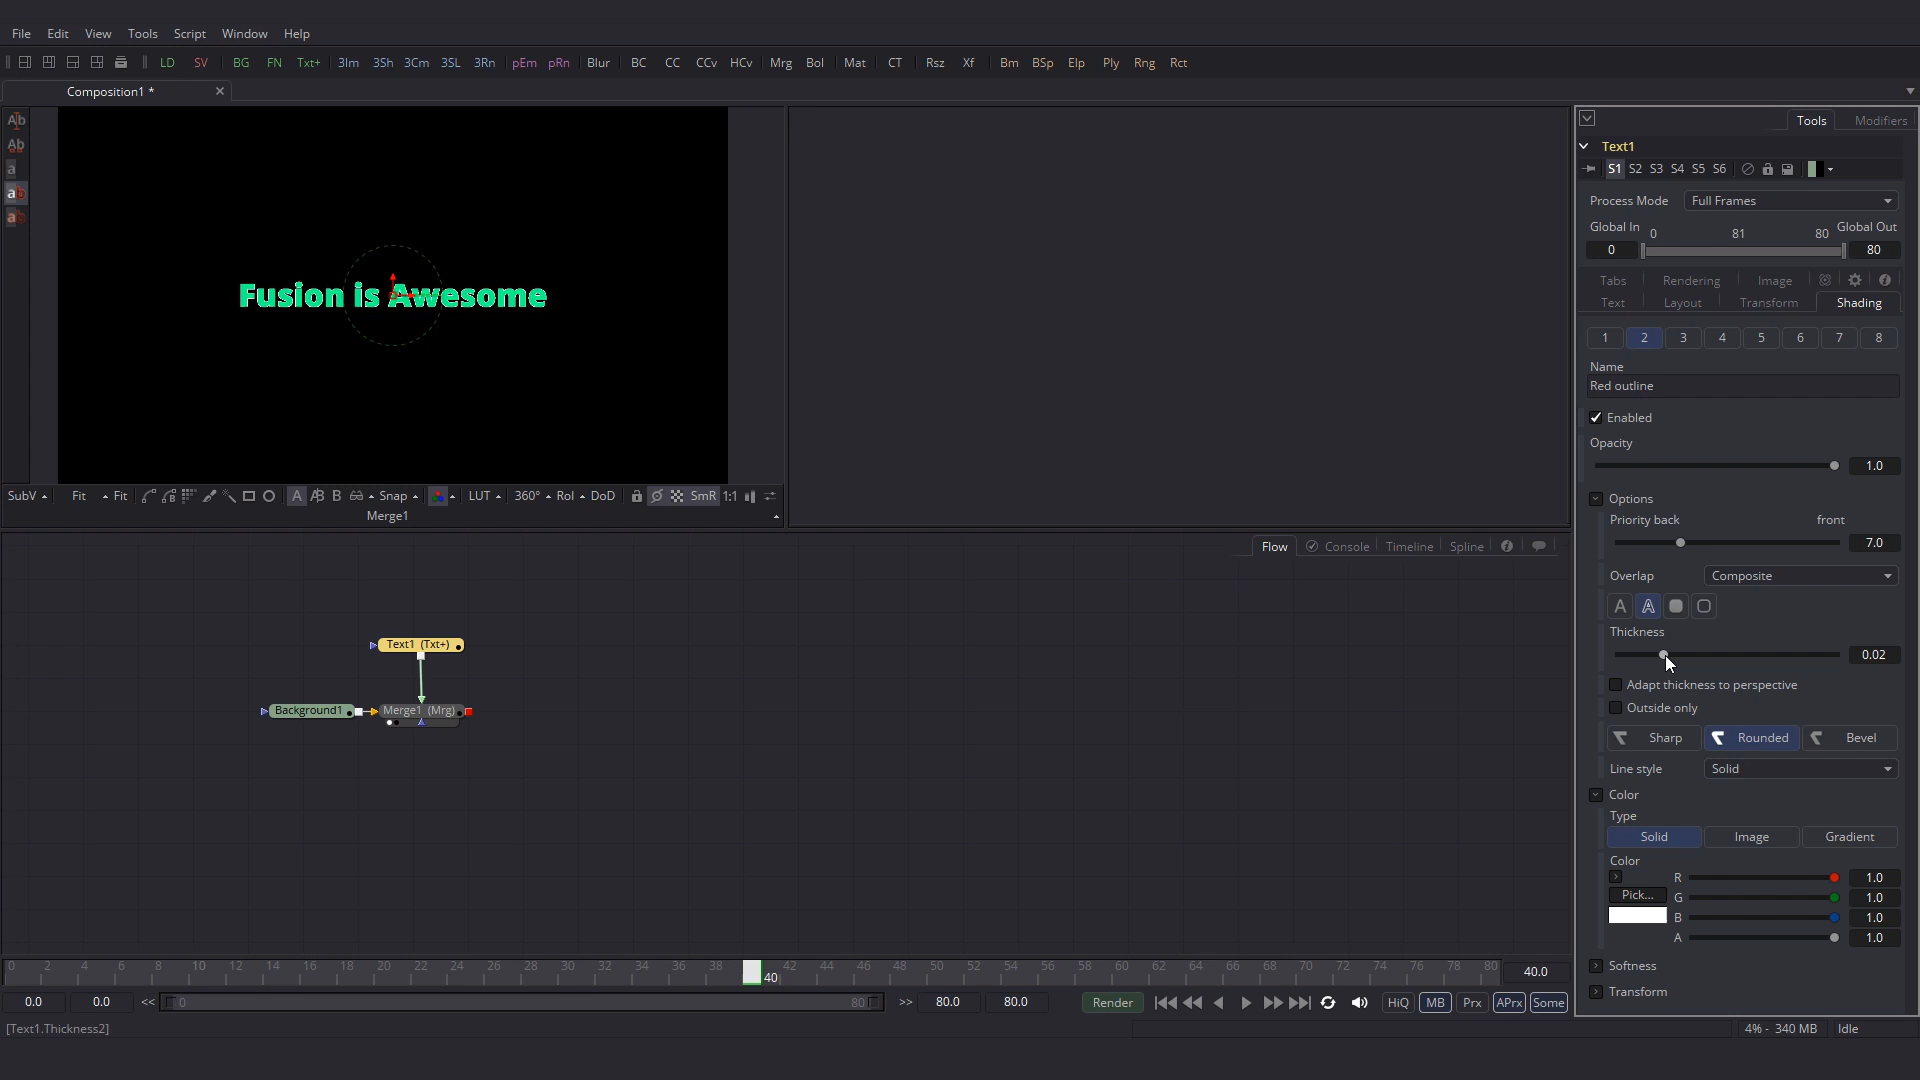 File Edit View Tools Script Window Help
LD SV BG FN Txt+ 3Im 3Sh 3Cm 3SL 3Rn pEm pRn Blur BC CC CCv HCv Mrg Bol Mat CT Rsz Xf Bm BSp Elp Ply Rng Rct
Composition1 *
Ab
Ab
a
ab
ab
Fusion is Awesome
SubV Fit Fit A AB B Snap LUT 360° RoI DoD SmR 1:1
Merge1
Flow Console Timeline Spline
Text1 (Txt+)
Background1
Merge1 (Mrg)
Tools Modifiers
Text1
S1 S2 S3 S4 S5 S6
Process Mode Full Frames
Global In 0 81 80 Global Out
0 80
Tabs Rendering Image
Text Layout Transform Shading
1 2 3 4 5 6 7 8
Name
Red outline
Enabled
Opacity
1.0
Options
Priority back front
7.0
Overlap Composite
A A
Thickness
0.02
Adapt thickness to perspective
Outside only
Sharp Rounded Bevel
Line style Solid
Color
Type
Solid Image Gradient
Color
R 1.0
Pick... G 1.0
B 1.0
A 1.0
Softness
Transform
0 2 4 6 8 10 12 14 16 18 20 22 24 26 28 30 32 34 36 38 40 42 44 46 48 50 52 54 56 58 60 62 64 66 68 70 72 74 76 78 80 40.0
0.0 0.0 << 0 80 >> 80.0 80.0 Render HiQ MB Prx APrx Some
[Text1.Thickness2]
4% - 340 MB Idle